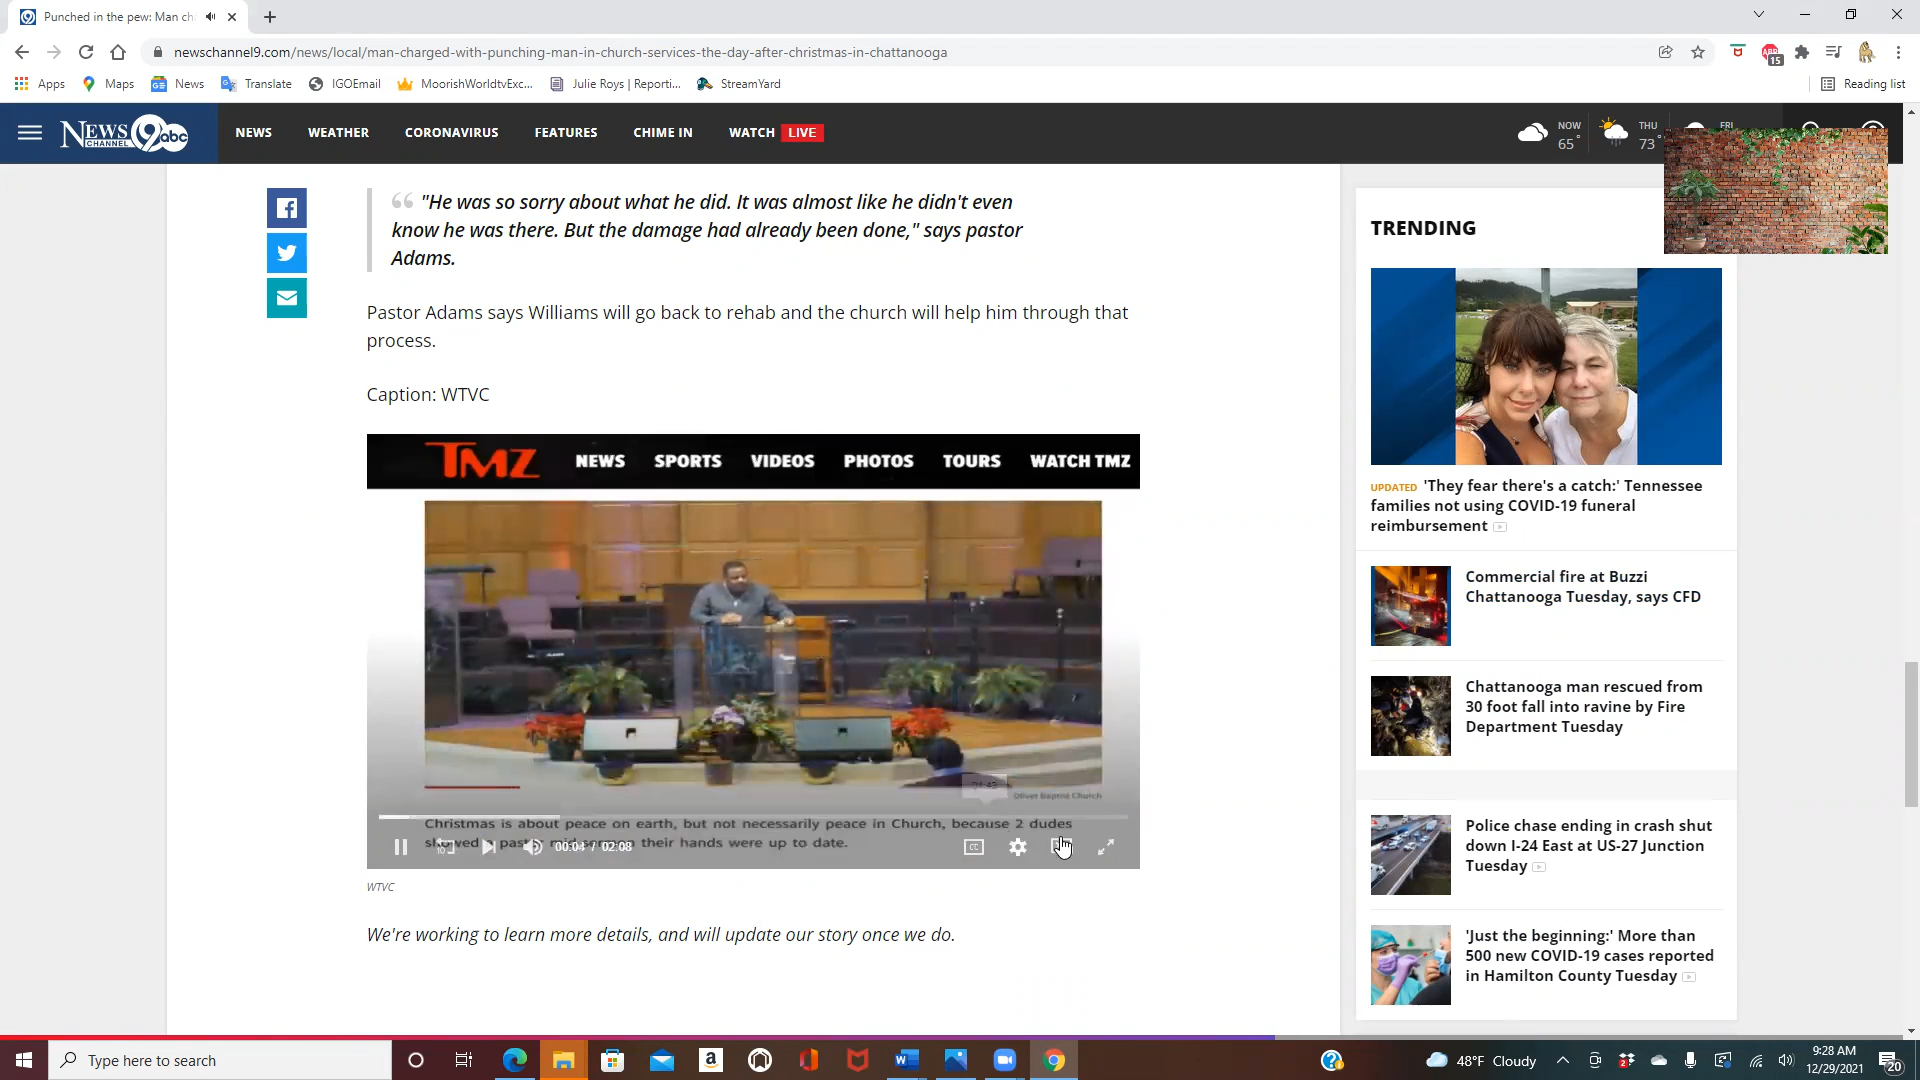 Punched in the pew: Man ch
newschannel9.com/news/local/man-charged-with-punching-man-in-church-services-the-day-after-christmas-in-chattanooga
15
Apps
Maps
News
Translate
IGOEmail
MoorishWorldtvExc...
Julie Roys | Reporti...
StreamYard
Reading list
NEWS CHANNEL 9 abc
NEWS
WEATHER
CORONAVIRUS
FEATURES
CHIME IN
WATCH LIVE
NOW
65°
THU
73°
FRI
"He was so sorry about what he did. It was almost like he didn't even
know he was there. But the damage had already been done," says pastor
Adams.
Pastor Adams says Williams will go back to rehab and the church will help him through that
process.
Caption: WTVC
TMZ
NEWS SPORTS VIDEOS PHOTOS TOURS WATCH TMZ
01:43
Oliver Baptist Church
Christmas is about peace on earth, but not necessarily peace in Church, because 2 dudes
their hands were up to date.
10
00:04 / 02:08
CC
WTVC
We're working to learn more details, and will update our story once we do.
TRENDING
UPDATED 'They fear there's a catch:' Tennessee
families not using COVID-19 funeral
reimbursement
Commercial fire at Buzzi
Chattanooga Tuesday, says CFD
Chattanooga man rescued from
30 foot fall into ravine by Fire
Department Tuesday
Police chase ending in crash shut
down I-24 East at US-27 Junction
Tuesday
'Just the beginning:' More than
500 new COVID-19 cases reported
in Hamilton County Tuesday
Type here to search
48°F Cloudy
9:28 AM
12/29/2021
20